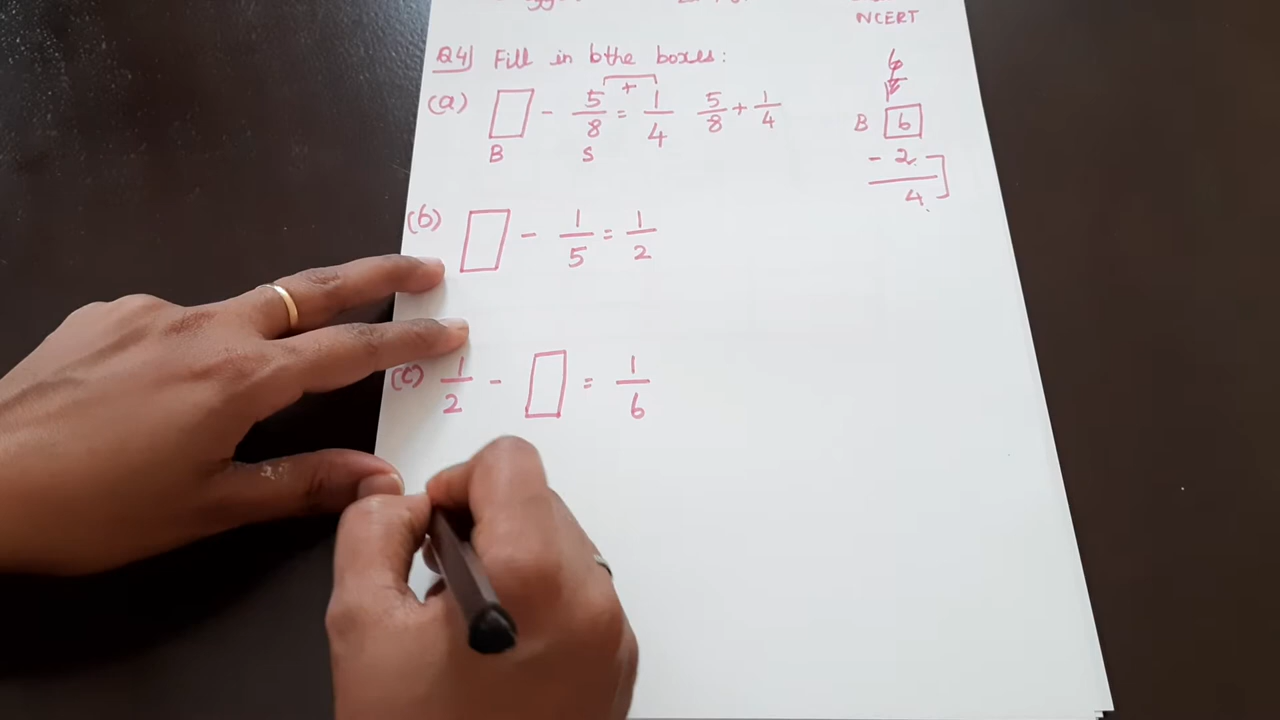 NCERT
Q4) Fill in bthe boxes:
(a) □ - 5/8 = 1/4 5/8 + 1/4
+
B S
B 6
- 2
4
(b) □ - 1/5 = 1/2
(c) 1/2 - □ = 1/6